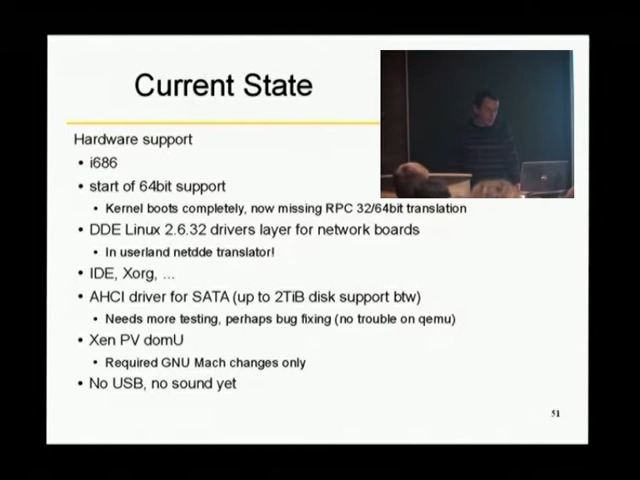 Current State
Hardware support
• i686
• start of 64bit support
• Kernel boots completely, now missing RPC 32/64bit translation
• DDE Linux 2.6.32 drivers layer for network boards
• In userland netdde translator!
• IDE, Xorg, ...
• AHCI driver for SATA (up to 2TiB disk support btw)
• Needs more testing, perhaps bug fixing (no trouble on qemu)
• Xen PV domU
• Required GNU Mach changes only
• No USB, no sound yet
51